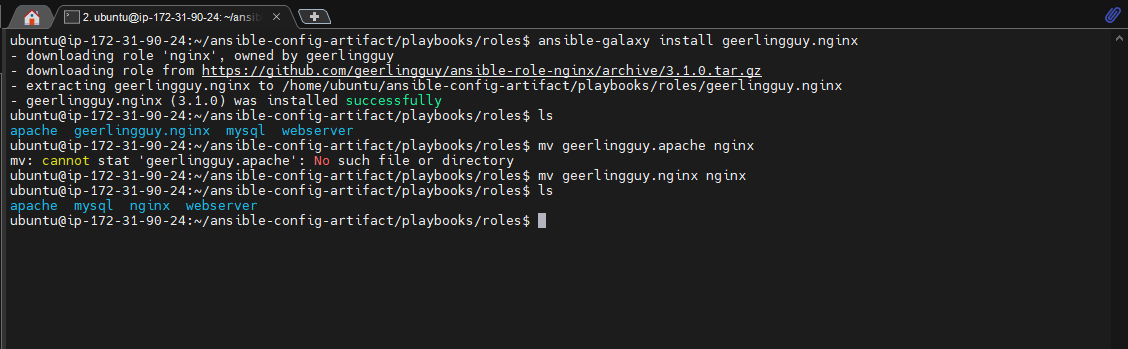 2. ubuntu@ip-172-31-90-24: ~/ansib
ubuntu@ip-172-31-90-24:~/ansible-config-artifact/playbooks/roles$ ansible-galaxy install geerlingguy.nginx
- downloading role 'nginx', owned by geerlingguy
- downloading role from https://github.com/geerlingguy/ansible-role-nginx/archive/3.1.0.tar.gz
- extracting geerlingguy.nginx to /home/ubuntu/ansible-config-artifact/playbooks/roles/geerlingguy.nginx
- geerlingguy.nginx (3.1.0) was installed successfully
ubuntu@ip-172-31-90-24:~/ansible-config-artifact/playbooks/roles$ ls
apache  geerlingguy.nginx  mysql  webserver
ubuntu@ip-172-31-90-24:~/ansible-config-artifact/playbooks/roles$ mv geerlingguy.apache nginx
mv: cannot stat 'geerlingguy.apache': No such file or directory
ubuntu@ip-172-31-90-24:~/ansible-config-artifact/playbooks/roles$ mv geerlingguy.nginx nginx
ubuntu@ip-172-31-90-24:~/ansible-config-artifact/playbooks/roles$ ls
apache  mysql  nginx  webserver
ubuntu@ip-172-31-90-24:~/ansible-config-artifact/playbooks/roles$